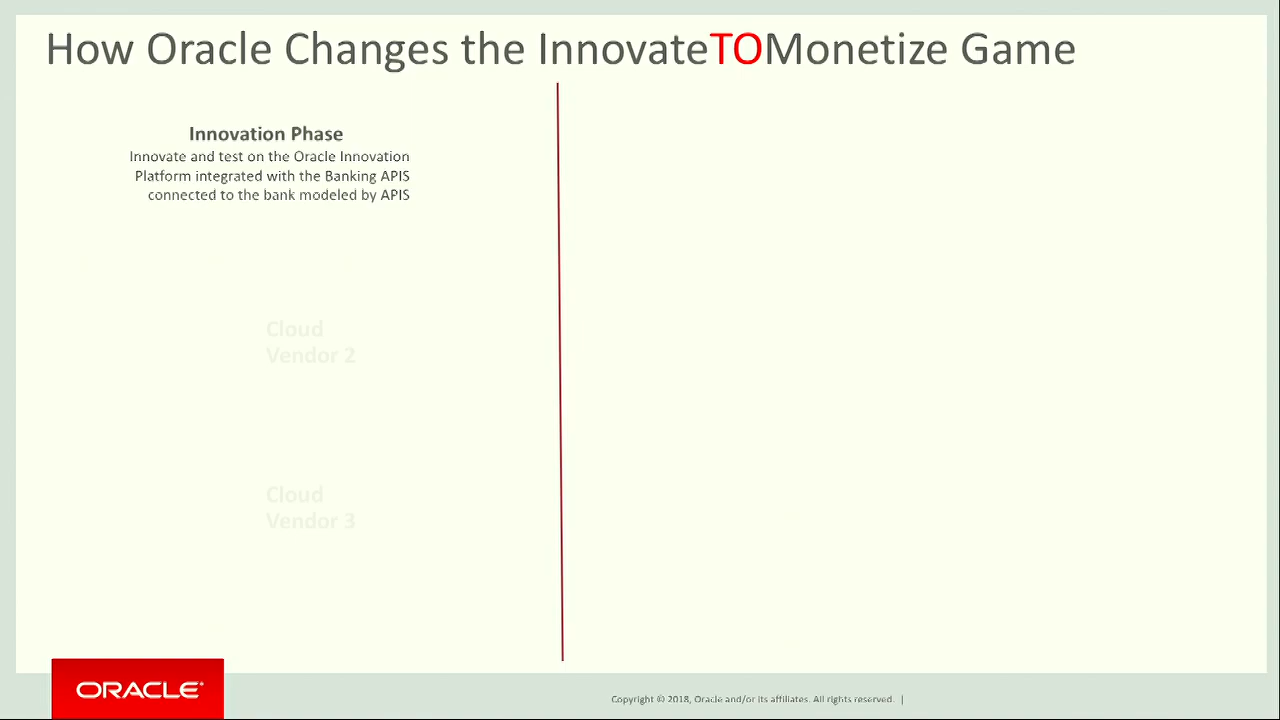 How Oracle Changes the InnovateTOMonetize Game
Innovation Phase
Innovate and test on the Oracle Innovation
Platform integrated with the Banking APIS
connected to the bank modeled by APIS
Cloud
Vendor 2
Cloud
Vendor 3
ORACLE®
Copyright © 2018, Oracle and/or its affiliates. All rights reserved. |